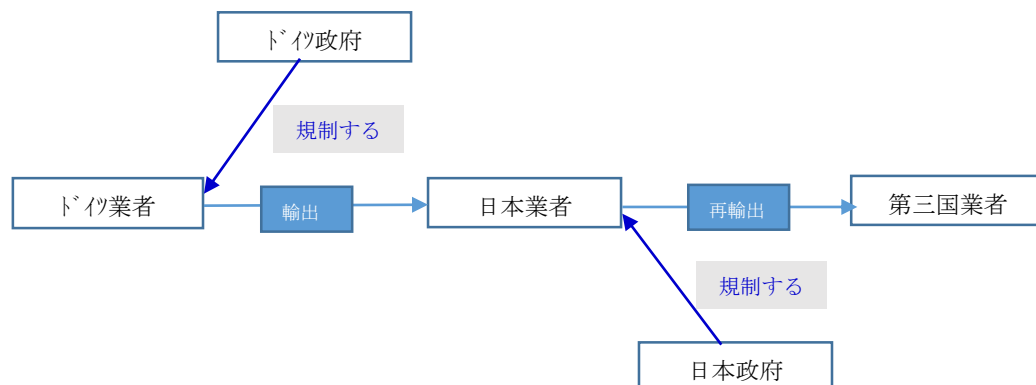 ﾄﾞｲﾂ政府
規制する
ﾄﾞｲﾂ業者
輸出
日本業者
再輸出
第三国業者
規制する
日本政府